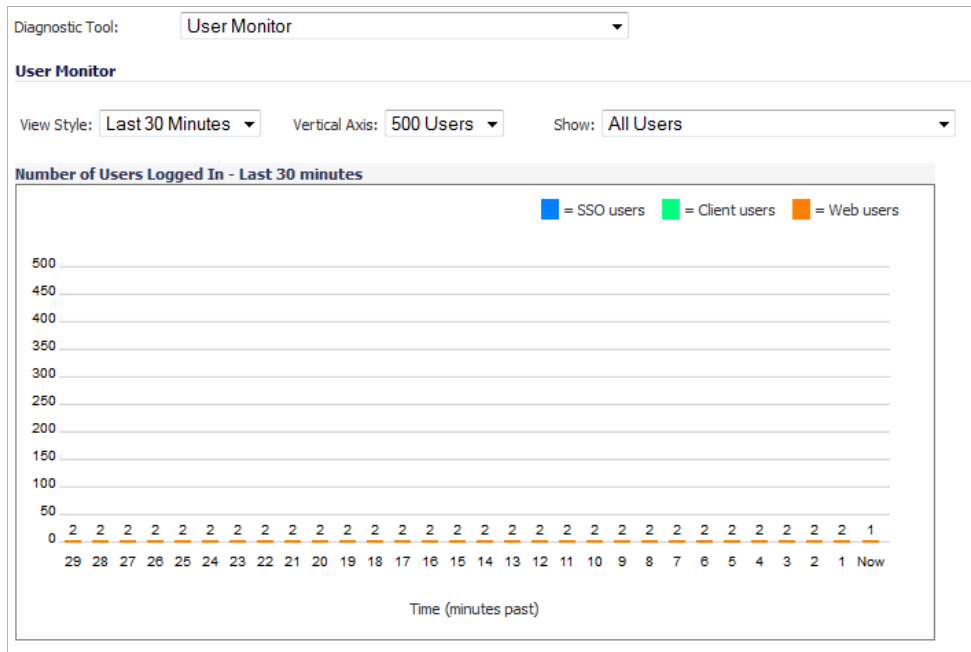 Diagnostic Tool: User Monitor
User Monitor
View Style: Last 30 Minutes Vertical Axis: 500 Users Show: All Users
Number of Users Logged In - Last 30 minutes
= SSO users = Client users = Web users
500
450
400
350
300
250
200
150
100
50
2 2 2 2 2 2 2 2 2 2 2 2 2 2 2 2 2 2 2 2 2 2 2 2 2 2 2 2 2 1
0
29 28 27 26 25 24 23 22 21 20 19 18 17 16 15 14 13 12 11 10 9 8 7 6 5 4 3 2 1 Now
Time (minutes past)